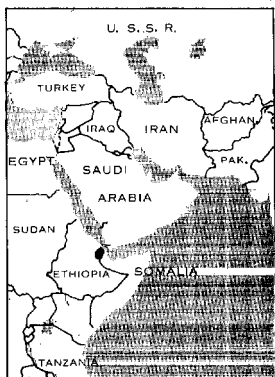 U. S. S. R.
TURKEY
IRAQ
IRAN
AFGHAN.
EGYPT
SAUDI
PAK.
ARABIA
SUDAN
ETHIOPIA
SOMALIA
TANZANIA